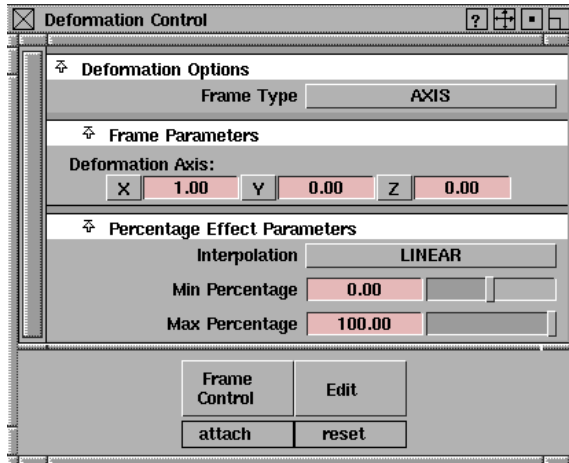 Deformation Control ?
Deformation Options
Frame Type AXIS
Frame Parameters
Deformation Axis:
X 1.00 Y 0.00 Z 0.00
Percentage Effect Parameters
Interpolation LINEAR
Min Percentage 0.00
Max Percentage 100.00
Frame Control Edit
attach reset